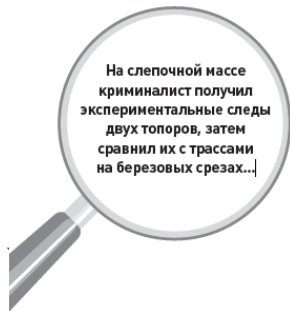 На слепочной массе
криминалист получил
экспериментальные следы
двух топоров, затем
сравнил их с трассами
на березовых срезах...